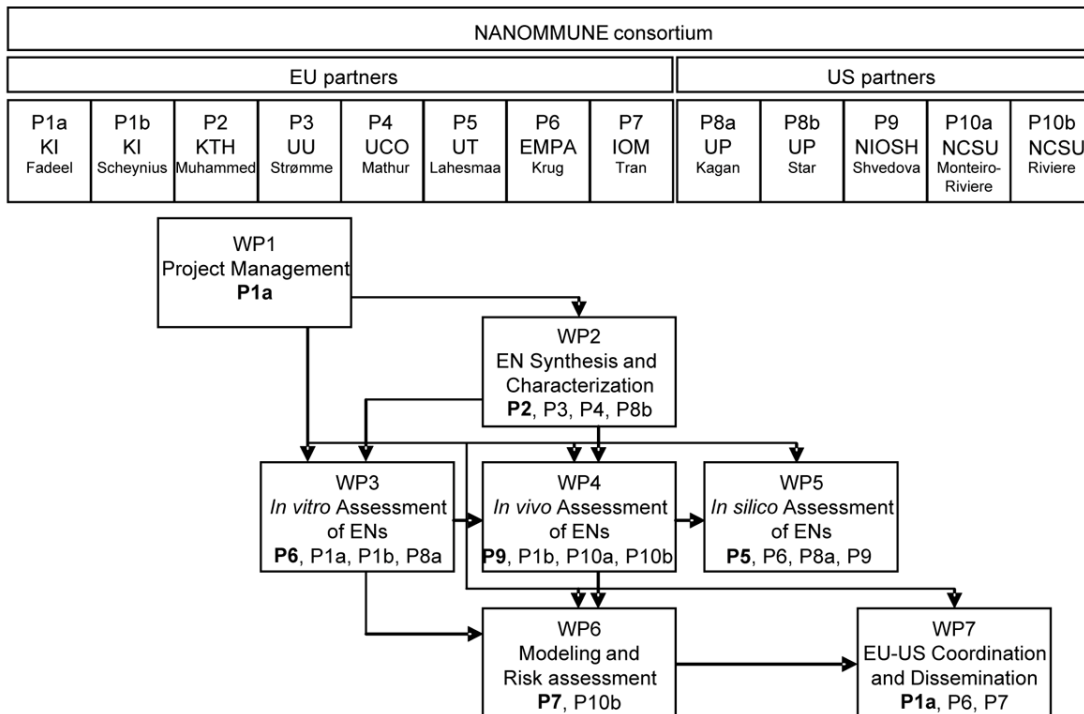 NANOMMUNE consortium
EU partners
US partners
P1a
KI
Fadeel
P1b
KI
Scheynius
P2
KTH
Muhammed
P3
UU
Strømme
P4
UCO
Mathur
P5
UT
Lahesmaa
P6
EMPA
Krug
P7
IOM
Tran
P8a
UP
Kagan
P8b
UP
Star
P9
NIOSH
Shvedova
P10a
NCSU
Monteiro-
Riviere
P10b
NCSU
Riviere
WP1
Project Management
P1a
WP2
EN Synthesis and
Characterization
P2, P3, P4, P8b
WP3
In vitro Assessment
of ENs
P6, P1a, P1b, P8a
WP4
In vivo Assessment
of ENs
P9, P1b, P10a, P10b
WP5
In silico Assessment
of ENs
P5, P6, P8a, P9
WP6
Modeling and
Risk assessment
P7, P10b
WP7
EU-US Coordination
and Dissemination
P1a, P6, P7